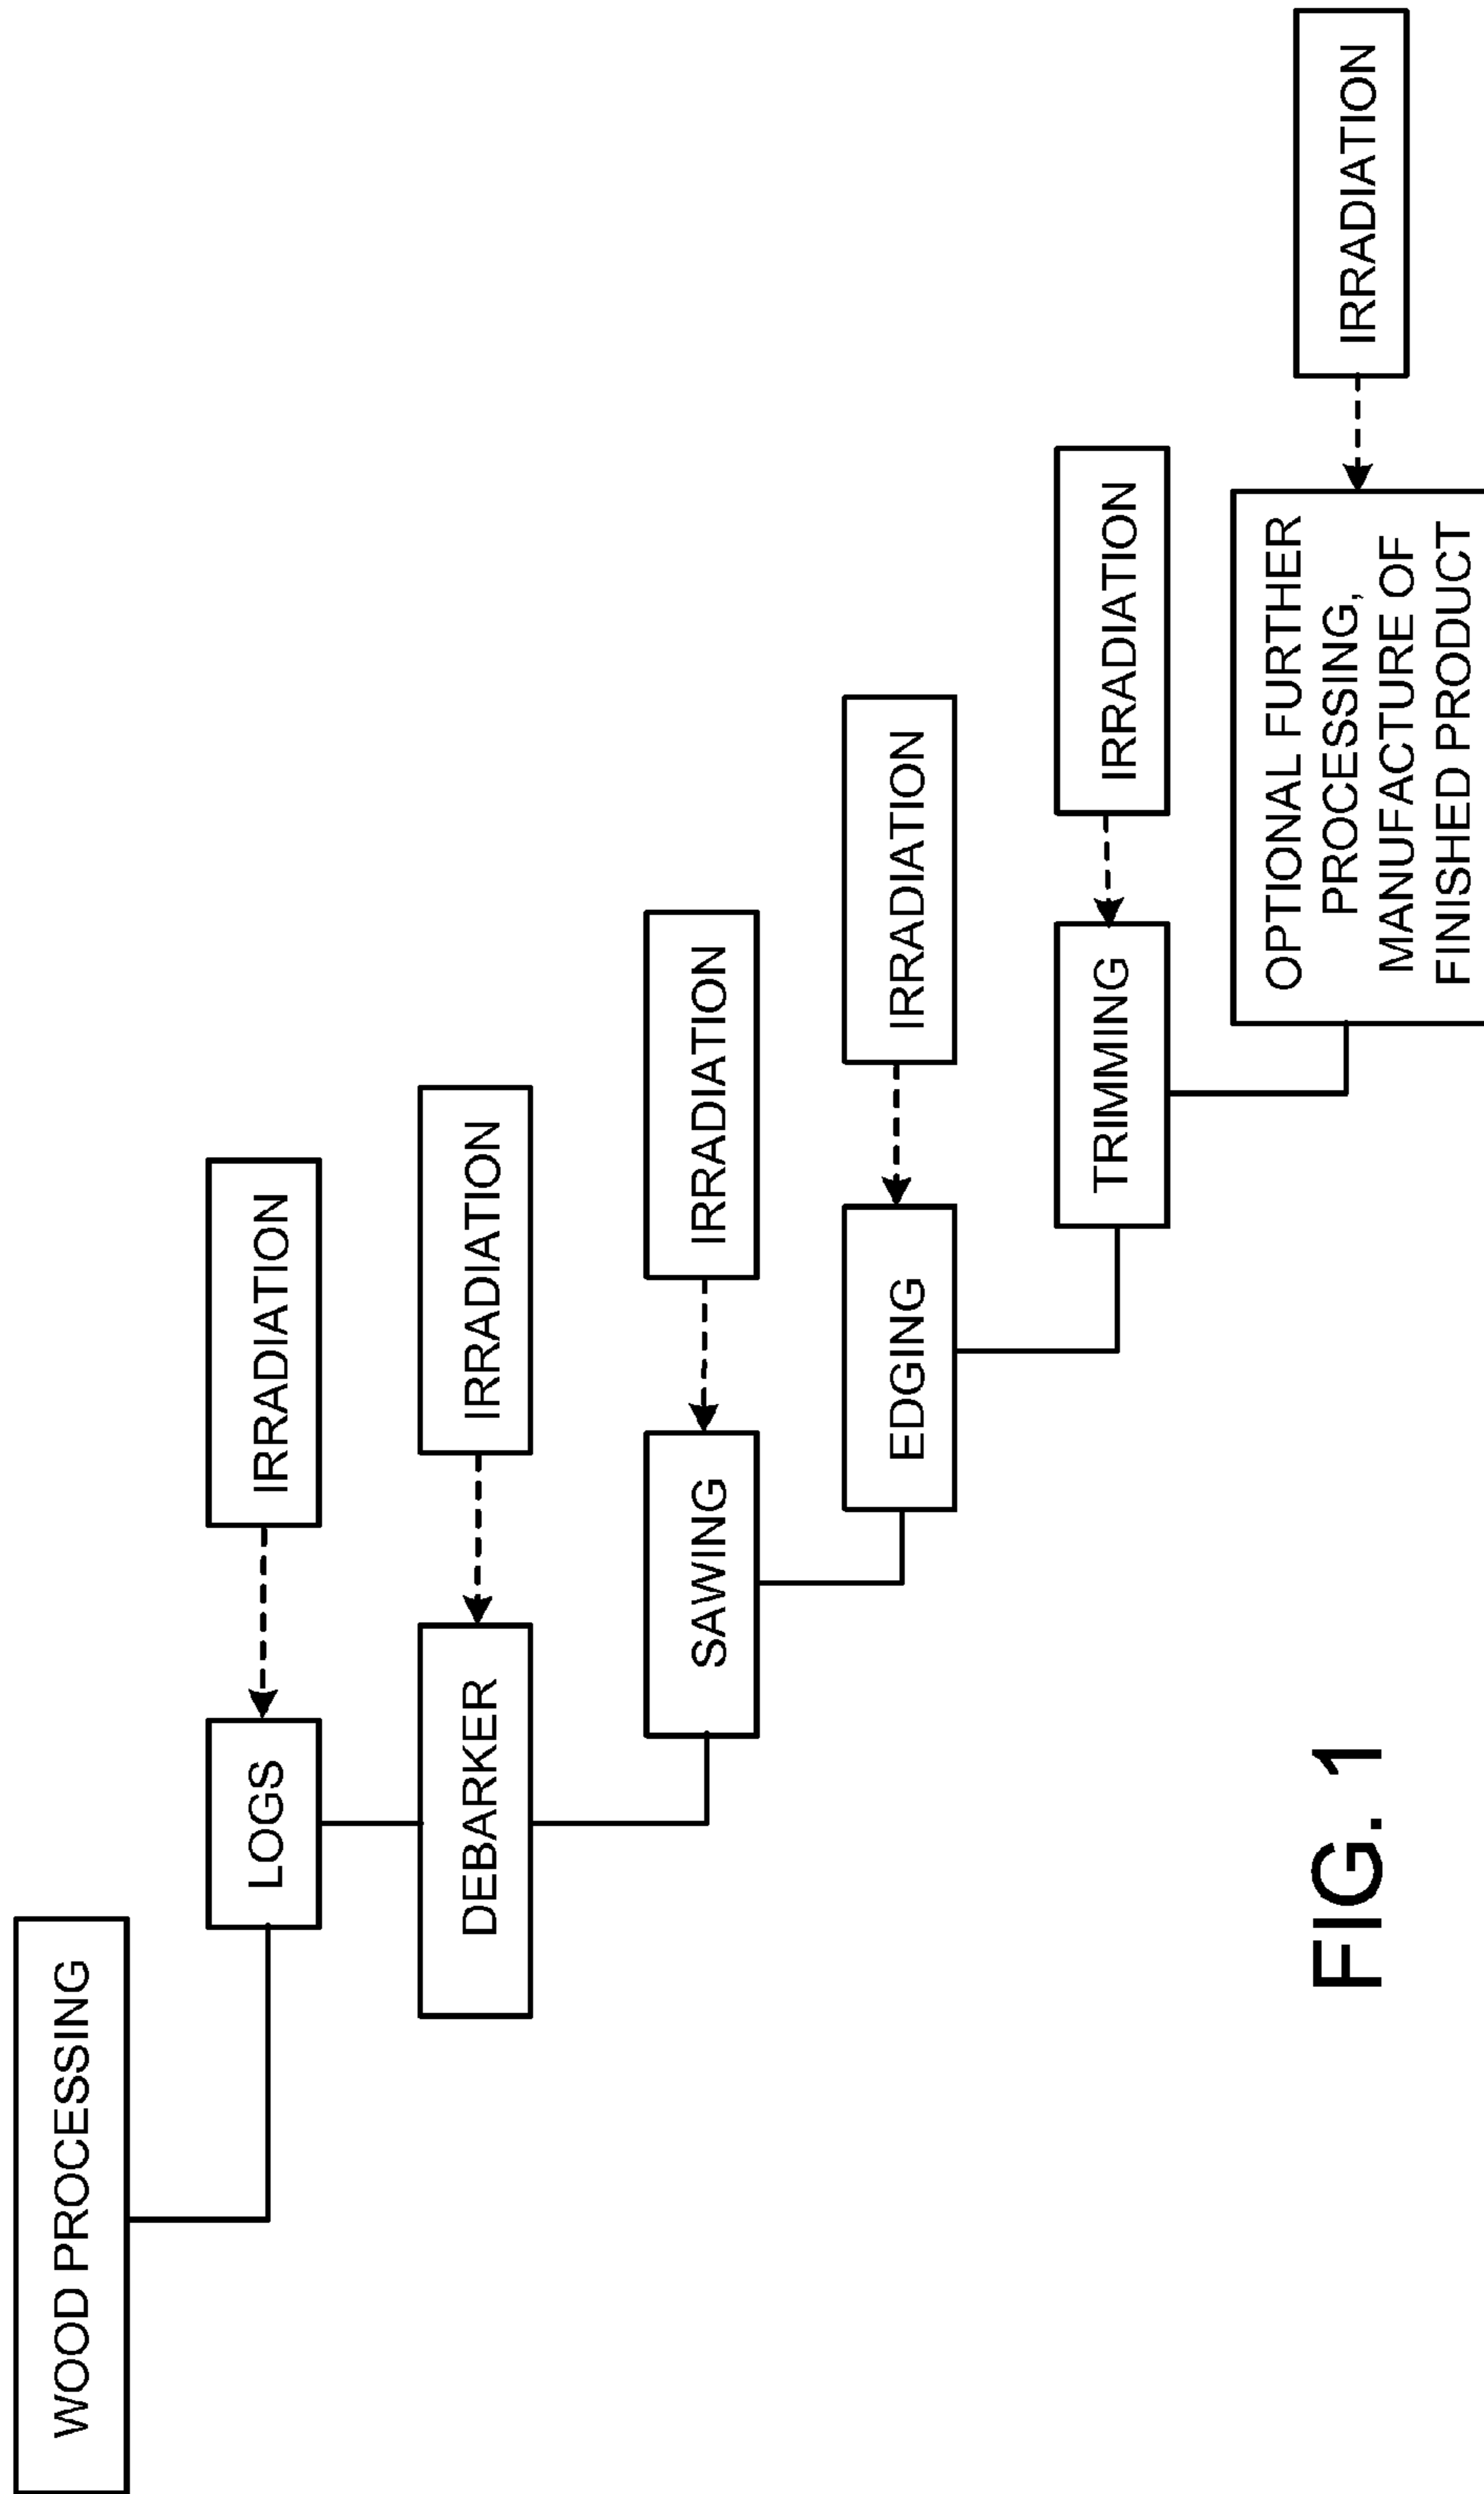 WOOD PROCESSING
LOGS
IRRADIATION
DEBARKER
IRRADIATION
SAWING
IRRADIATION
EDGING
IRRADIATION
TRIMMING
IRRADIATION
OPTIONAL FURTHER
PROCESSING,
MANUFACTURE OF
FINISHED PRODUCT
IRRADIATION
FIG. 1